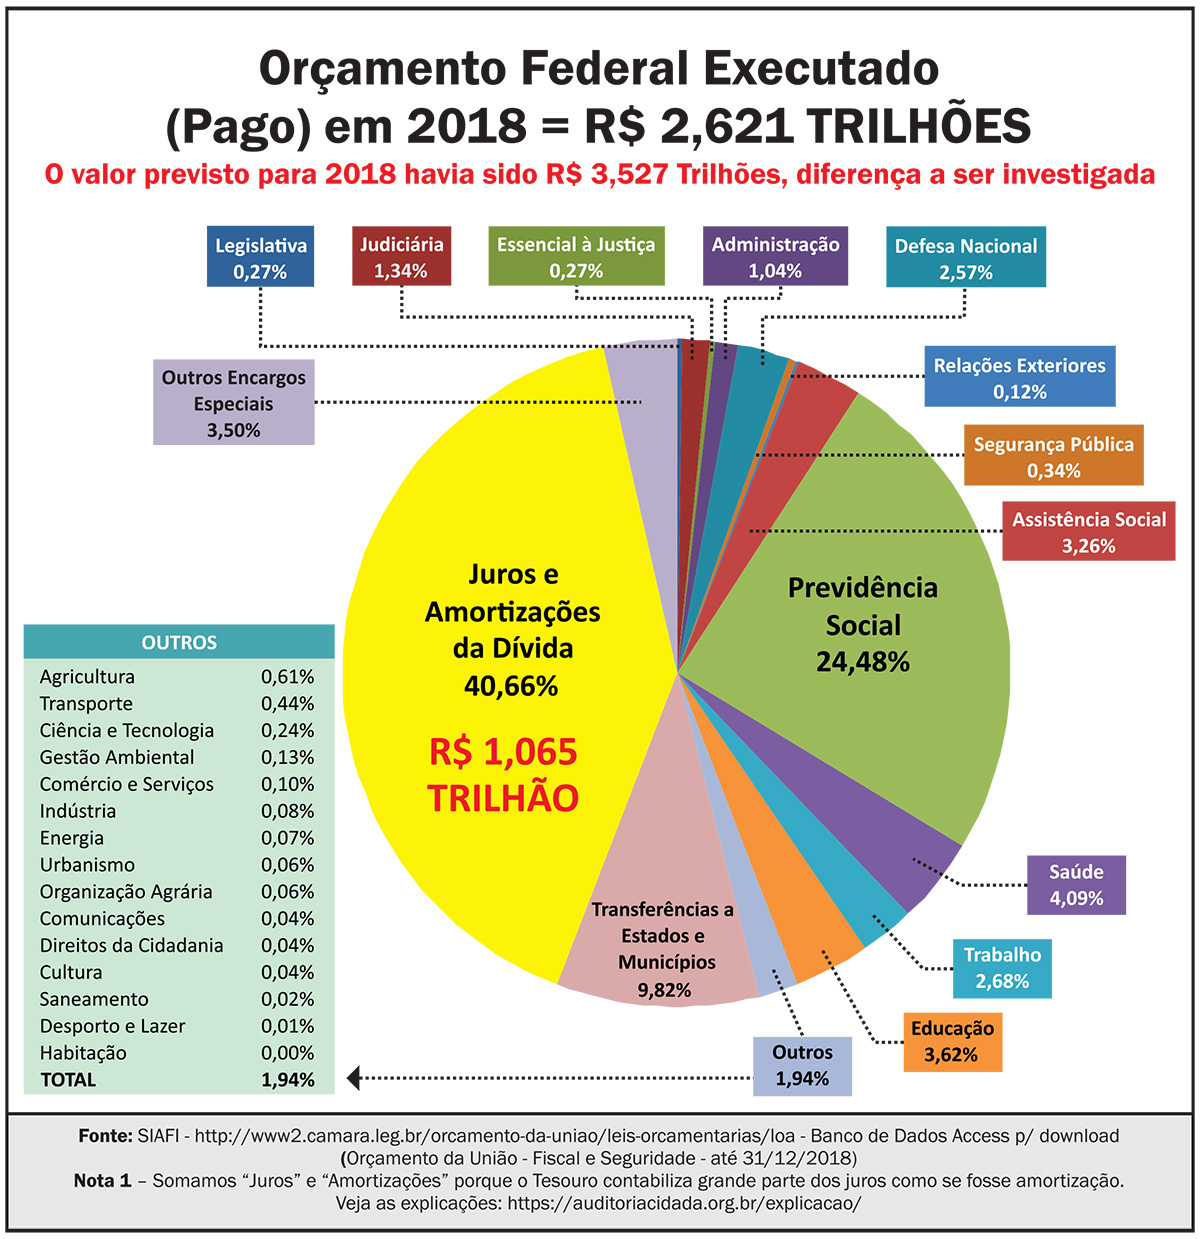 Orçamento Federal Executado
(Pago) em 2018 = R$ 2,621 TRILHÕES
O valor previsto para 2018 havia sido R$ 3,527 Trilhões, diferença a ser investigada
Legislativa
0,27%
Judiciária
1,34%
Essencial à Justiça
0,27%
Administração
1,04%
Defesa Nacional
2,57%
Relações Exteriores
0,12%
Segurança Pública
0,34%
Assistência Social
3,26%
Outros Encargos
Especiais
3,50%
Juros e
Amortizações
da Dívida
40,66%
R$ 1,065
TRILHÃO
Previdência
Social
24,48%
Saúde
4,09%
Trabalho
2,68%
Educação
3,62%
Outros
1,94%
Transferências a
Estados e
Municípios
9,82%
OUTROS
Agricultura 0,61%
Transporte 0,44%
Ciência e Tecnologia 0,24%
Gestão Ambiental 0,13%
Comércio e Serviços 0,10%
Indústria 0,08%
Energia 0,07%
Urbanismo 0,06%
Organização Agrária 0,06%
Comunicações 0,04%
Direitos da Cidadania 0,04%
Cultura 0,04%
Saneamento 0,02%
Desporto e Lazer 0,01%
Habitação 0,00%
TOTAL 1,94%
Fonte: SIAFI - http://www2.camara.leg.br/orcamento-da-uniao/leis-orcamentarias/loa - Banco de Dados Access p/ download
(Orçamento da União - Fiscal e Seguridade - até 31/12/2018)
Nota 1 – Somamos “Juros” e “Amortizações” porque o Tesouro contabiliza grande parte dos juros como se fosse amortização.
Veja as explicações: https://auditoriacidada.org.br/explicacao/